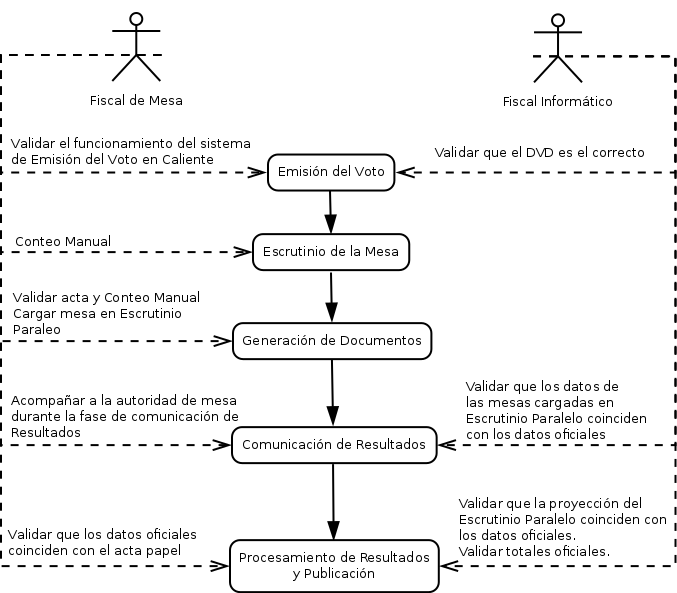 Fiscal de Mesa
Fiscal Informático
Validar el funcionamiento del sistema
de Emisión del Voto en Caliente
Validar que el DVD es el correcto
Emisión del Voto
Conteo Manual
Escrutinio de la Mesa
Validar acta y Conteo Manual
Cargar mesa en Escrutinio
Paraleo
Generación de Documentos
Acompañar a la autoridad de mesa
durante la fase de comunicación de
Resultados
Validar que los datos de
las mesas cargadas en
Escrutinio Paralelo coinciden
con los datos oficiales
Comunicación de Resultados
Validar que los datos oficiales
coinciden con el acta papel
Validar que la proyección del
Escrutinio Paralelo coinciden con
los datos oficiales.
Validar totales oficiales.
Procesamiento de Resultados
y Publicación